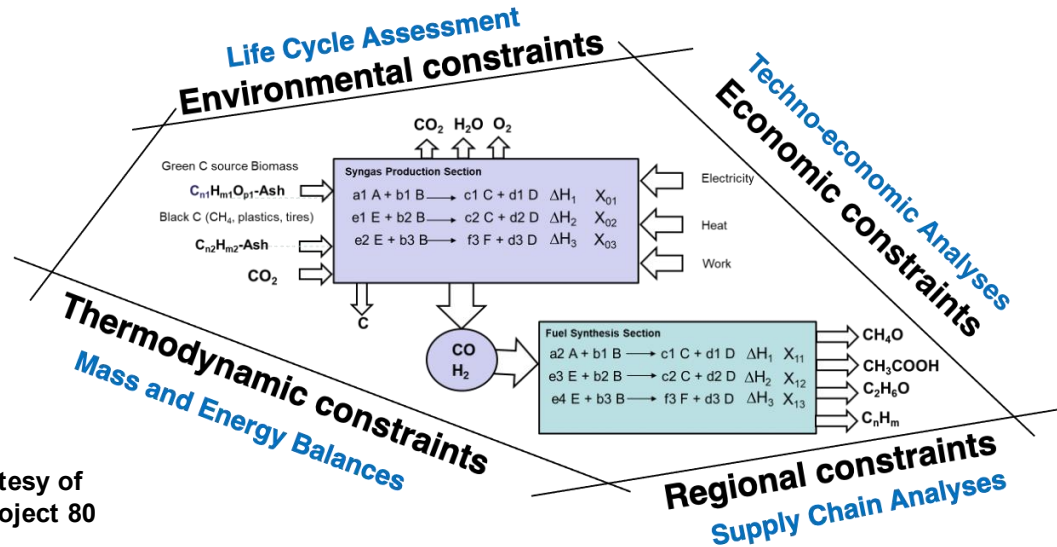 Life Cycle Assessment
Environmental constraints
Techno-economic Analyses
Economic constraints
CO₂ H₂O O₂
Green C source Biomass
Cₙ₁Hₘ₁Oₚ₁-Ash
Black C (CH₄, plastics, tires)
Cₙ₂Hₘ₂-Ash
CO₂
Syngas Production Section
a1 A + b1 B → c1 C + d1 D ΔH₁ X₀₁
e1 E + b2 B → c2 C + d2 D ΔH₂ X₀₂
e2 E + b3 B → f3 F + d3 D ΔH₃ X₀₃
Electricity
Heat
Work
C
CO
H₂
Fuel Synthesis Section
a2 A + b1 B → c1 C + d1 D ΔH₁ X₁₁
e3 E + b2 B → c2 C + d2 D ΔH₂ X₁₂
e4 E + b3 B → f3 F + d3 D ΔH₃ X₁₃
CH₄O
CH₃COOH
C₂H₆O
CₙHₘ
Thermodynamic constraints
Mass and Energy Balances
Regional constraints
Supply Chain Analyses
tesy of
oject 80